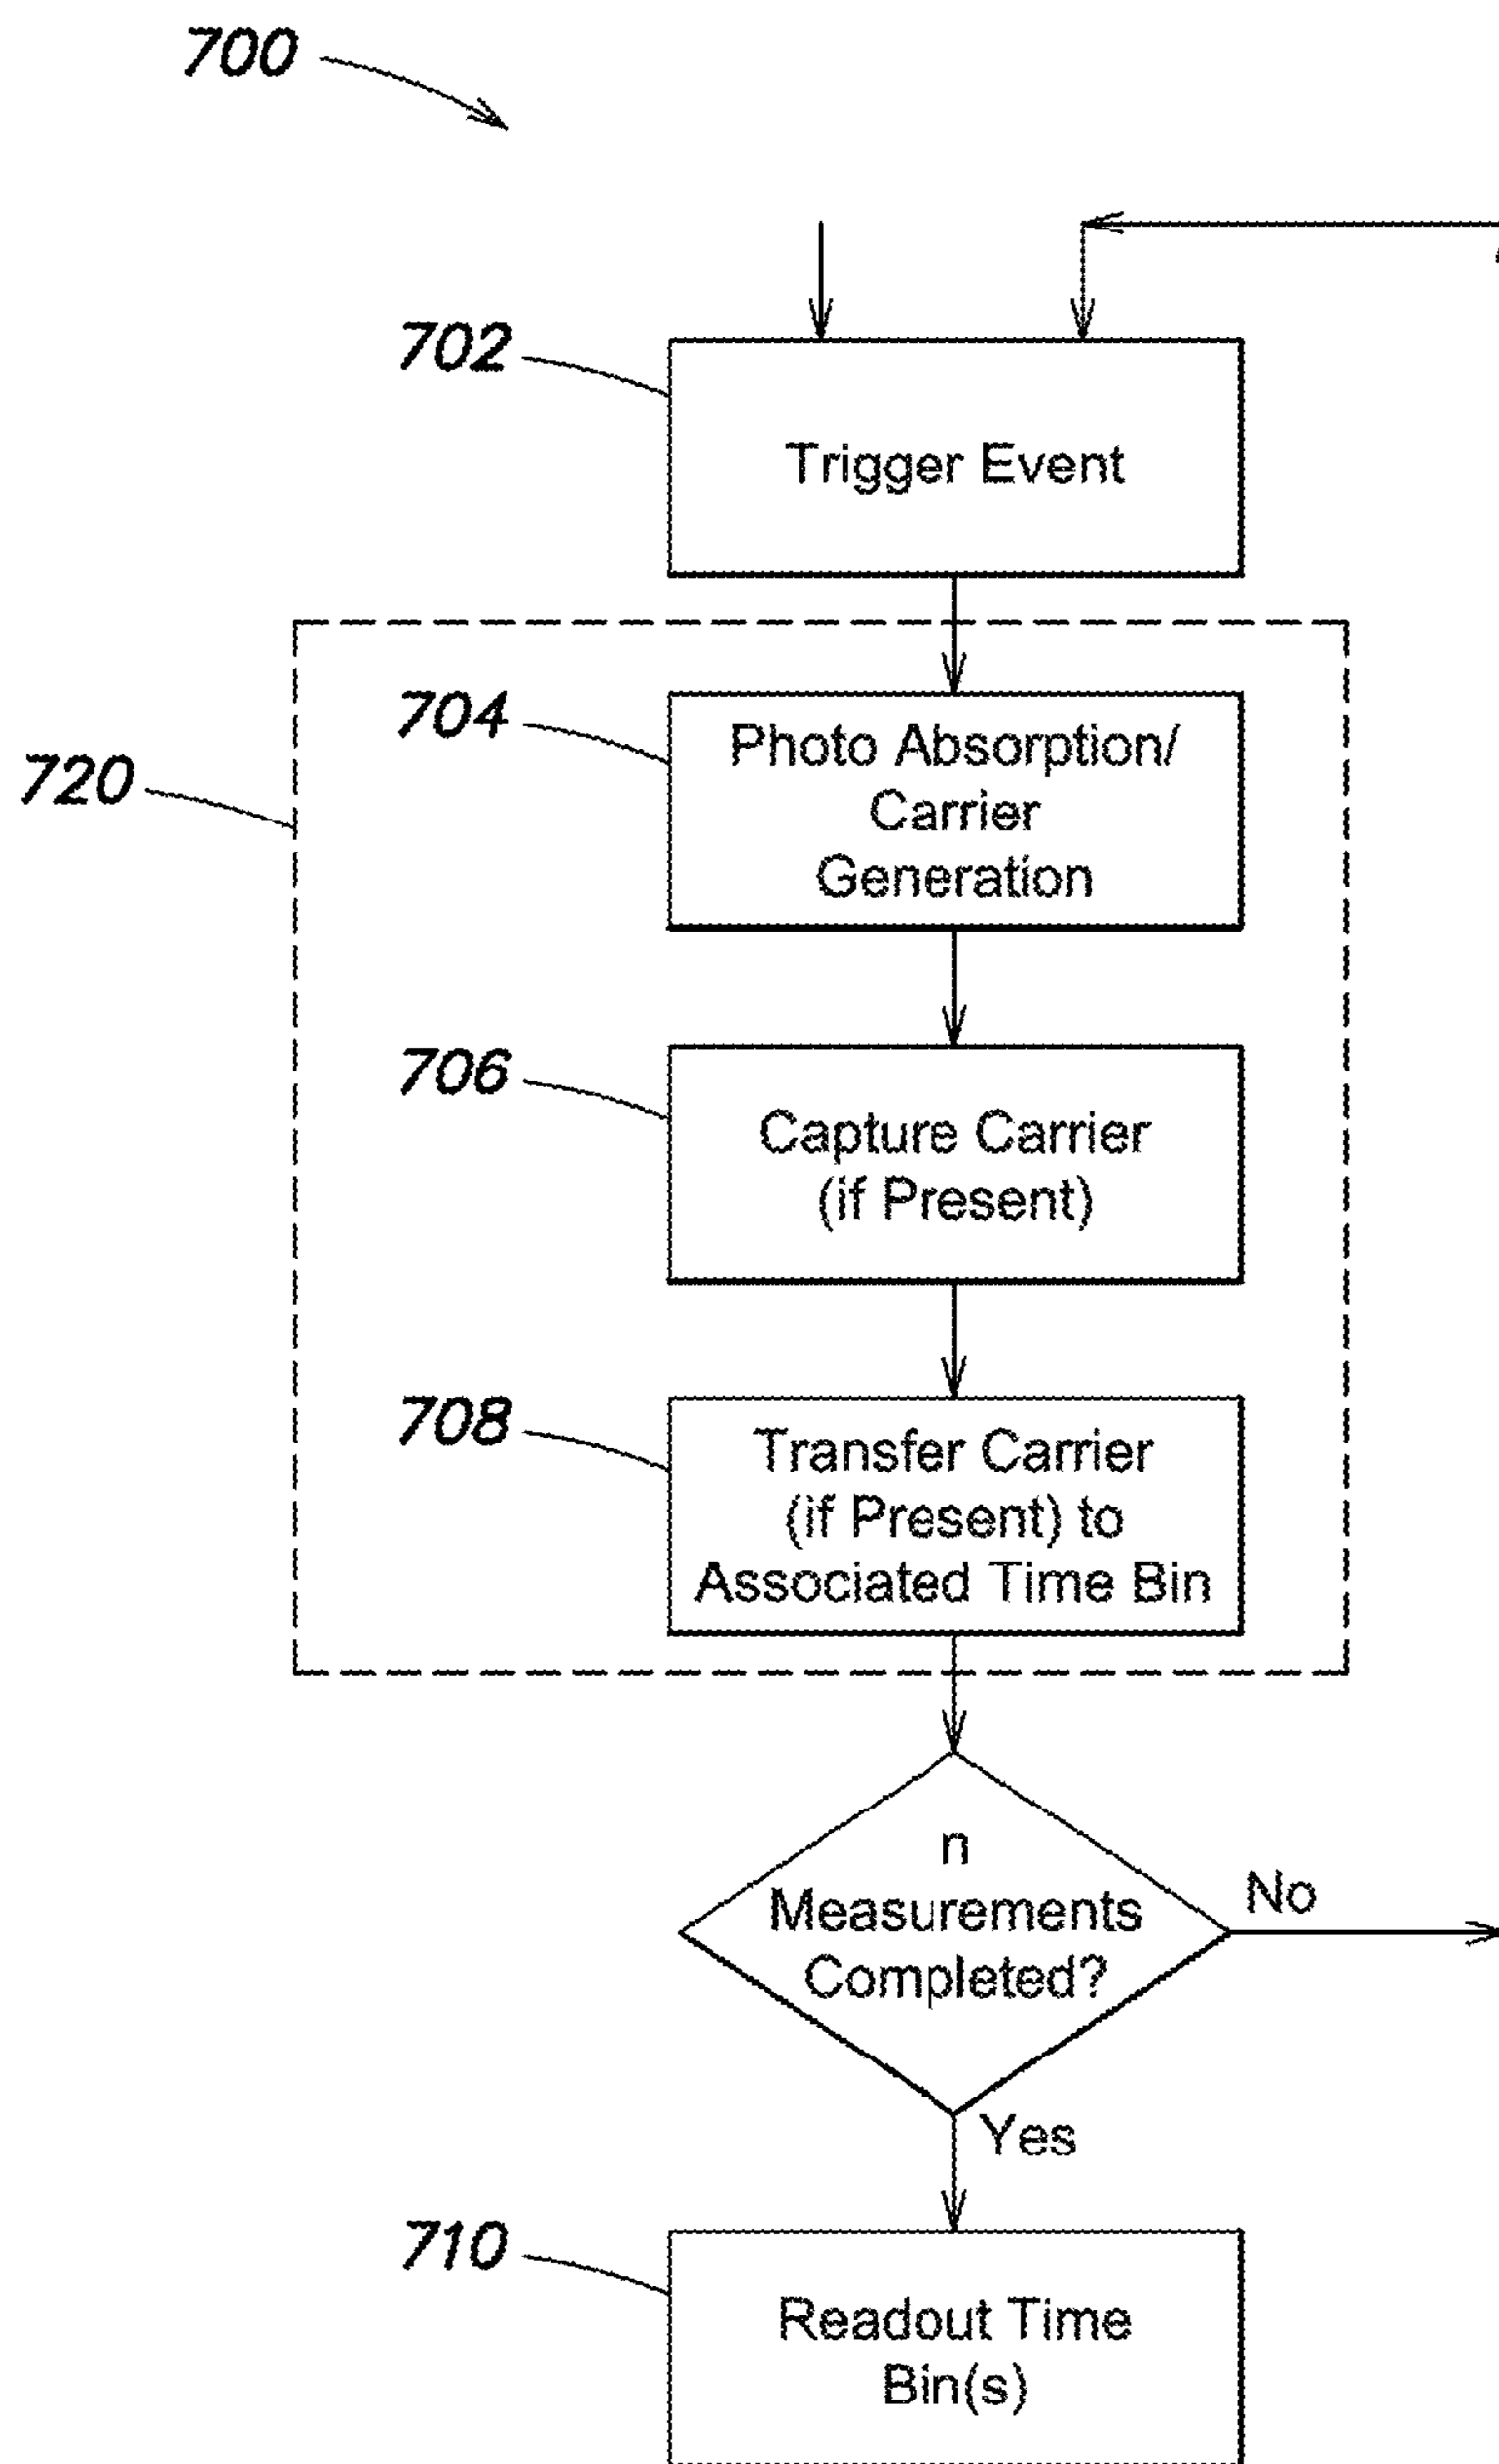 700
702
Trigger Event
704
Photo Absorption/
Carrier
Generation
720
706
Capture Carrier
(if Present)
708
Transfer Carrier
(if Present) to
Associated Time Bin
n
Measurements
Completed?
No
Yes
710
Readout Time
Bin(s)